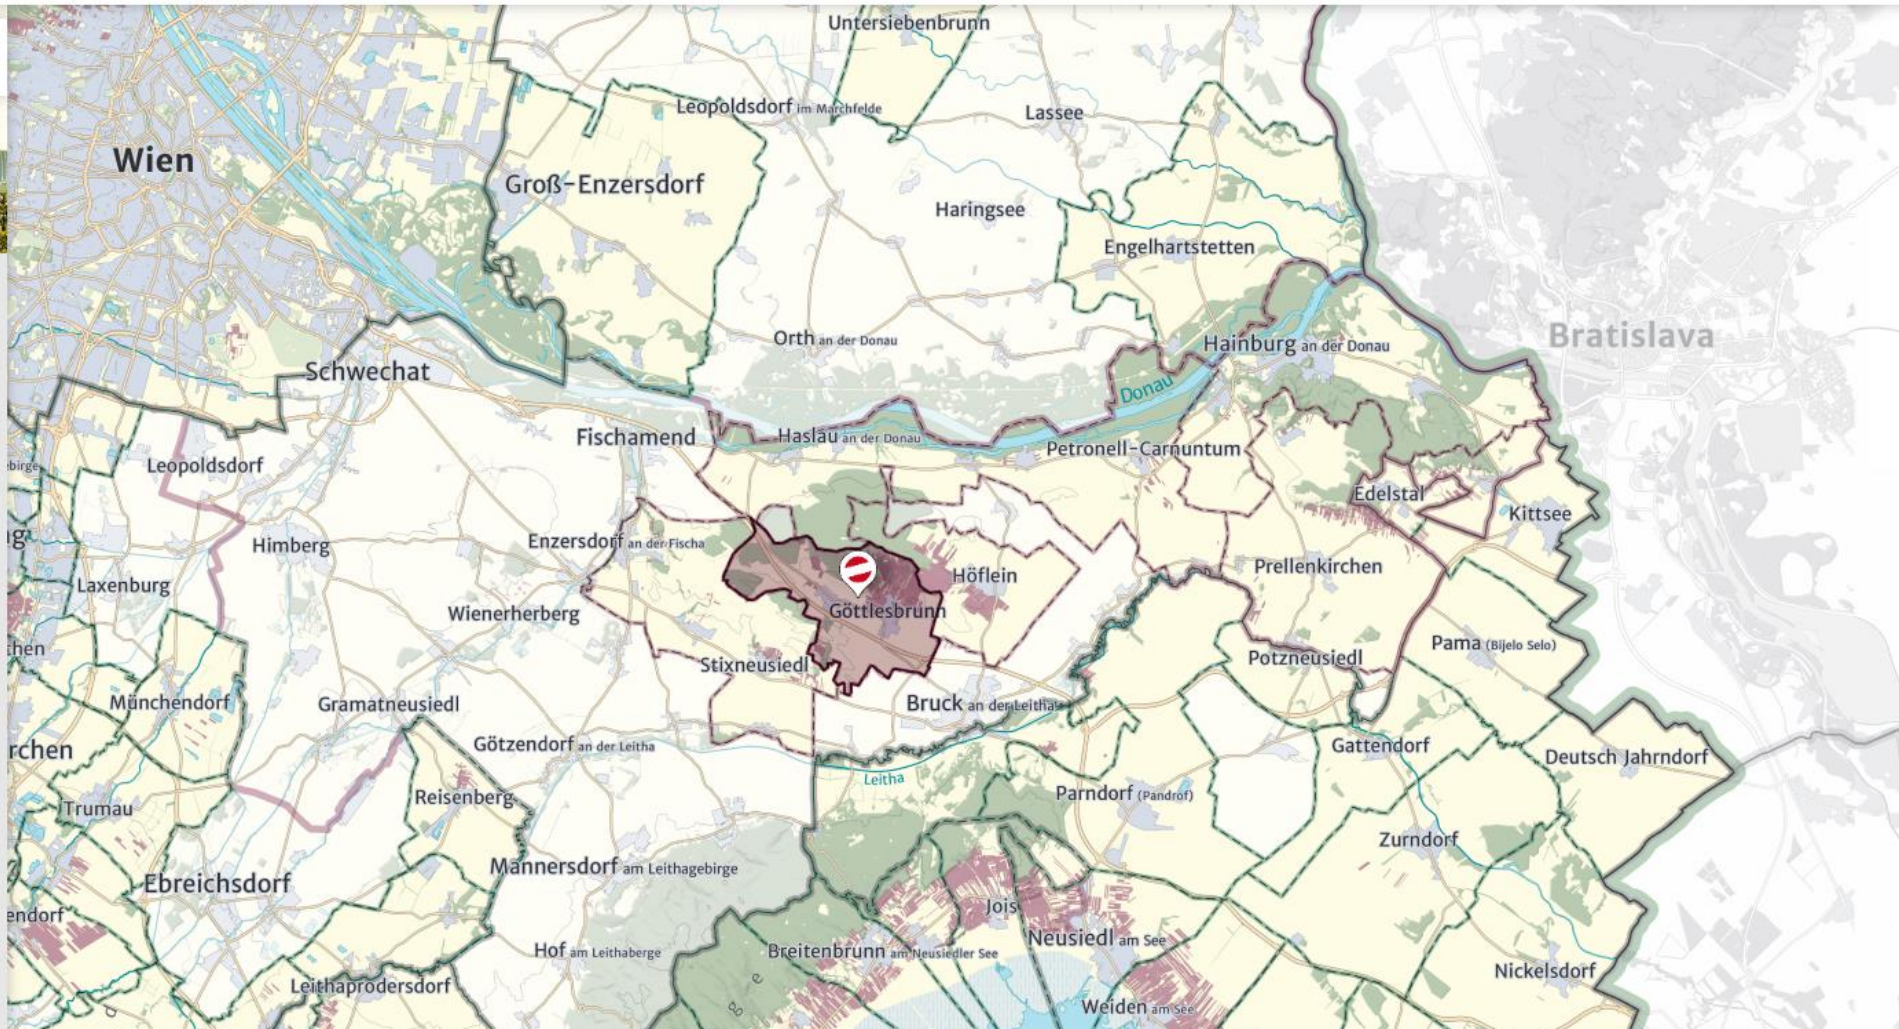 Untersiebenbrunn
Leopoldsdorf im Marchfelde
Lassee
Wien
Groß-Enzersdorf
Haringsee
Engelhartstetten
Orth an der Donau
Hainburg an der Donau
Bratislava
Schwechat
Donau
Fischamend
Haslau an der Donau
Petronell-Carnuntum
ebirge
Leopoldsdorf
Edelstal
Kittsee
Himberg
Enzersdorf an der Fischa
Höflein
Prellenkirchen
Laxenburg
Wienerherberg
Göttlesbrunn
chen
Stixneusiedl
Potzneusiedl
Pama (Bijelo Selo)
Münchendorf
Gramatneusiedl
Bruck an der Leitha
rchen
Götzendorf an der Leitha
Gattendorf
Deutsch Jahrndorf
Leitha
Trumau
Reisenberg
Parndorf (Pandrof)
Zurndorf
Mannersdorf am Leithagebirge
Ebreichsdorf
endorf
Jois
Neusiedl am See
Hof am Leithaberge
Breitenbrunn am Neusiedler See
Nickelsdorf
Leithaprodersdorf
g e
Weiden am See